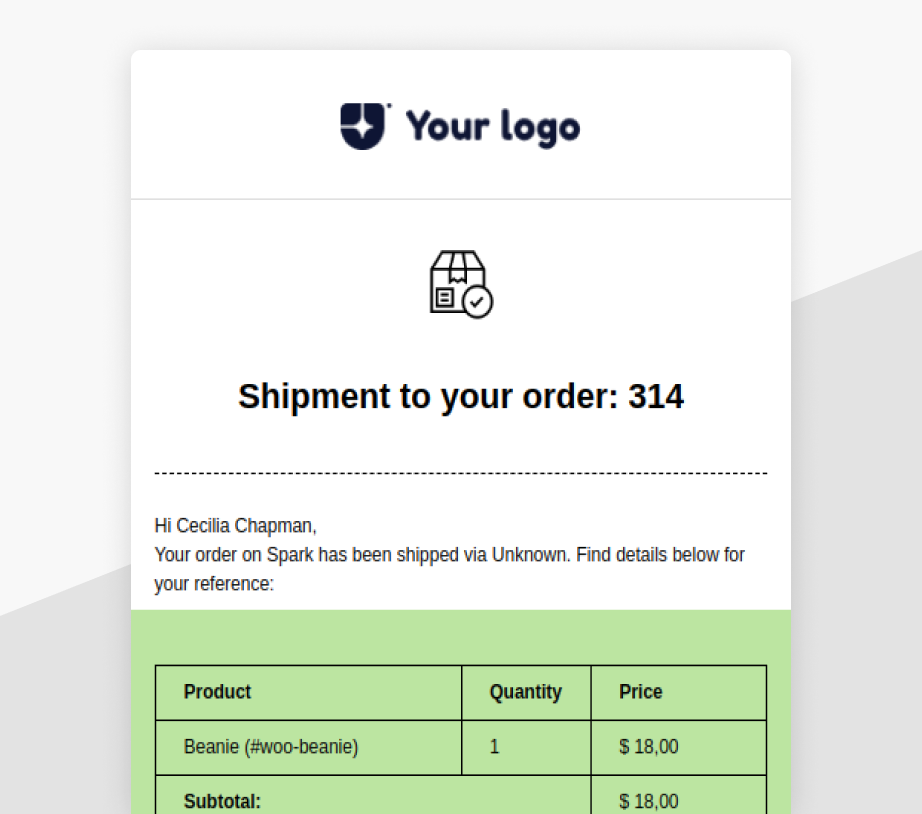 Your logo
Shipment to your order: 314
Hi Cecilia Chapman,
Your order on Spark has been shipped via Unknown. Find details below for
your reference:
Product Quantity Price
Beanie (#woo-beanie) 1 $ 18,00
Subtotal: $ 18,00